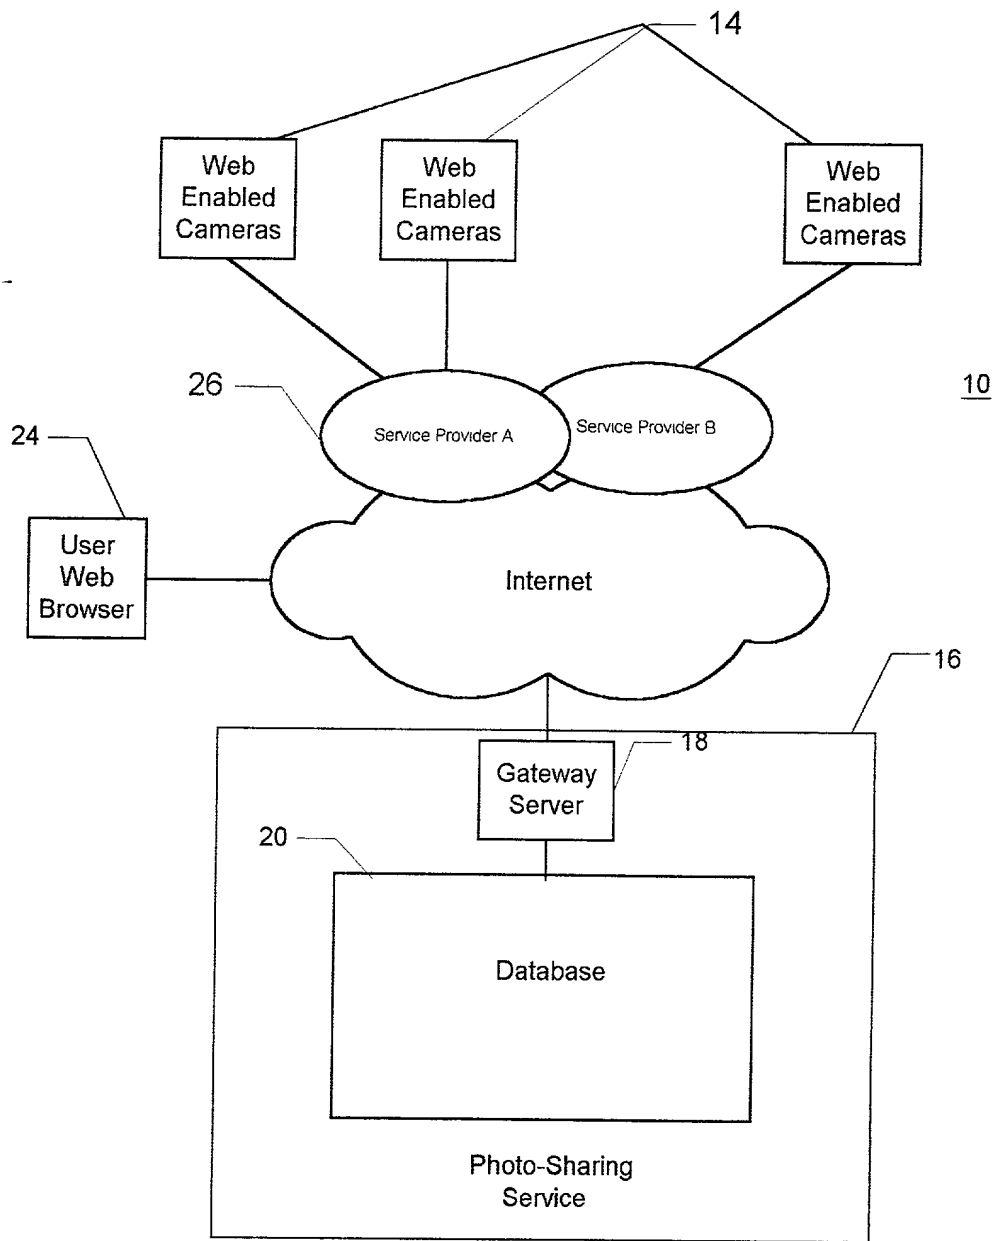 14
Web
Enabled
Cameras
Web
Enabled
Cameras
Web
Enabled
Cameras
26
10
Service Provider A
Service Provider B
24
User
Web
Browser
Internet
16
18
Gateway
Server
20
Database
Photo-Sharing
Service